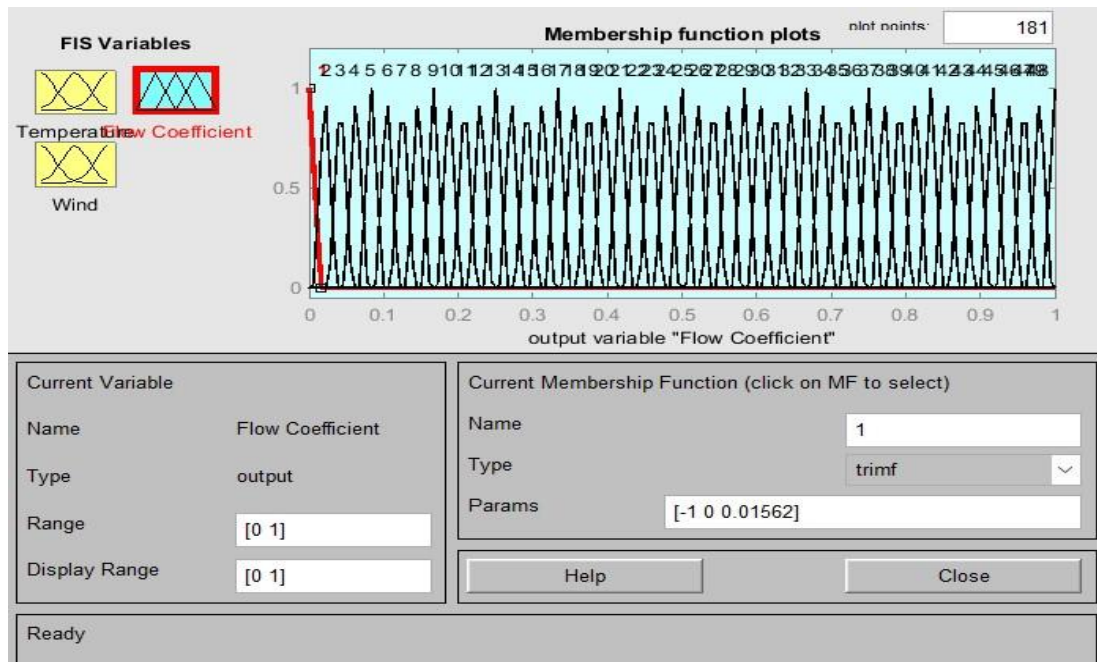 FIS Variables
Membership function plots
plot points:
181
Temperature
Flow Coefficient
Wind
1
0.5
0
0 0.1 0.2 0.3 0.4 0.5 0.6 0.7 0.8 0.9 1
output variable "Flow Coefficient"
Current Variable
Name Flow Coefficient
Type output
Range [0 1]
Display Range [0 1]
Current Membership Function (click on MF to select)
Name 1
Type trimf
Params [-1 0 0.01562]
Help
Close
Ready